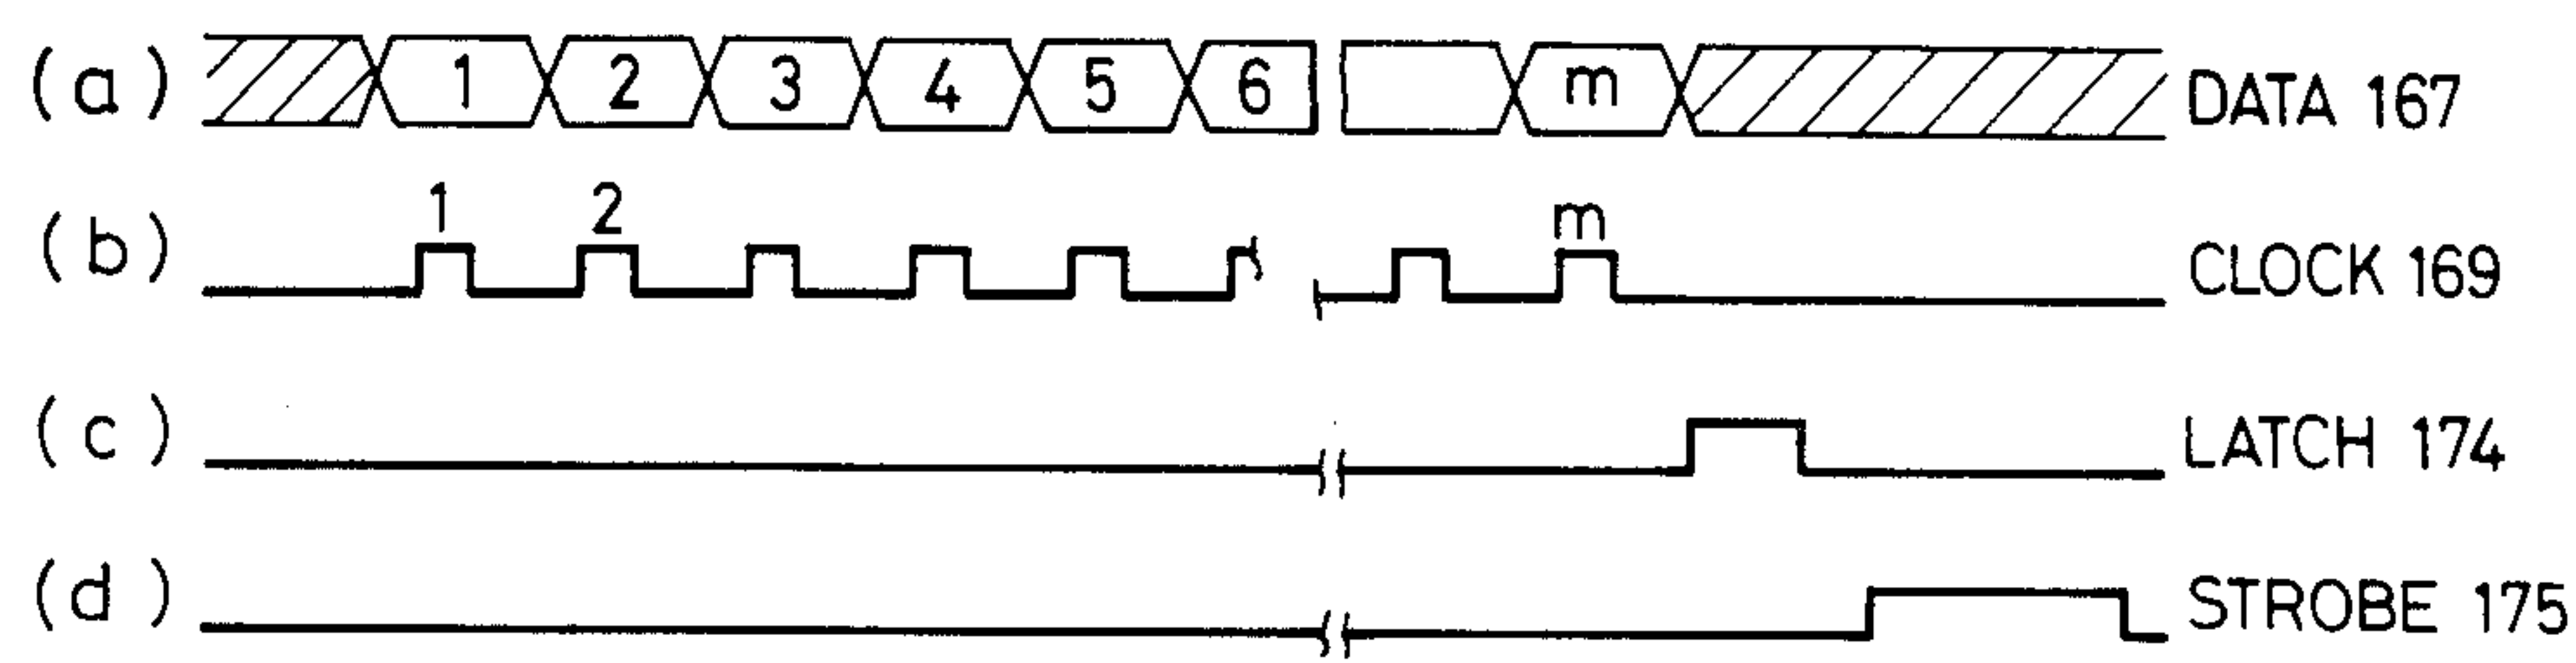 (a) 1 2 3 4 5 6 m DATA 167
1 2 m
(b) CLOCK 169
(c) LATCH 174
(d) STROBE 175